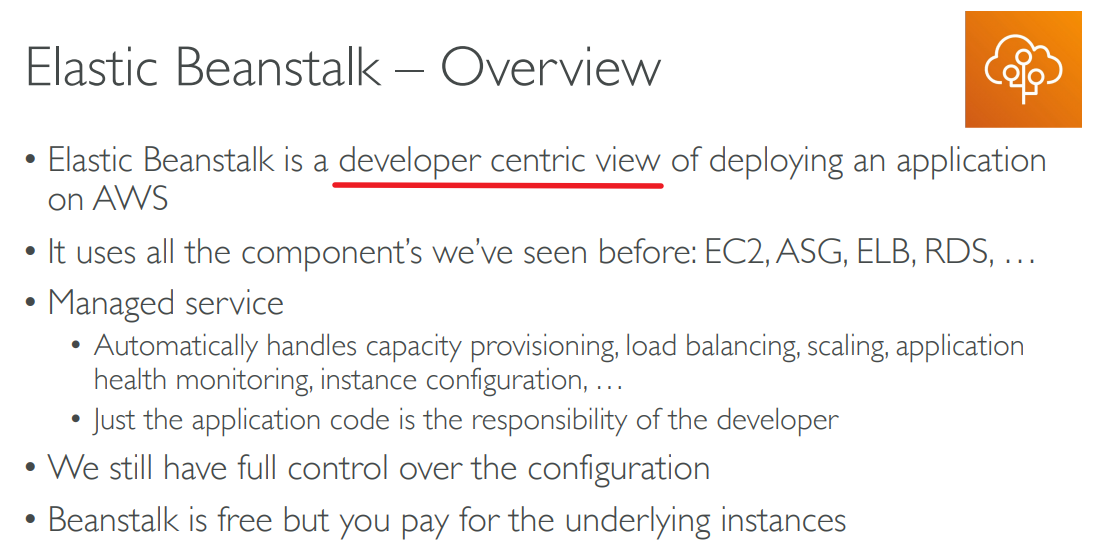 Elastic Beanstalk – Overview
• Elastic Beanstalk is a developer centric view of deploying an application
on AWS
• It uses all the component’s we’ve seen before: EC2, ASG, ELB, RDS, …
• Managed service
• Automatically handles capacity provisioning, load balancing, scaling, application
health monitoring, instance configuration, …
• Just the application code is the responsibility of the developer
• We still have full control over the configuration
• Beanstalk is free but you pay for the underlying instances